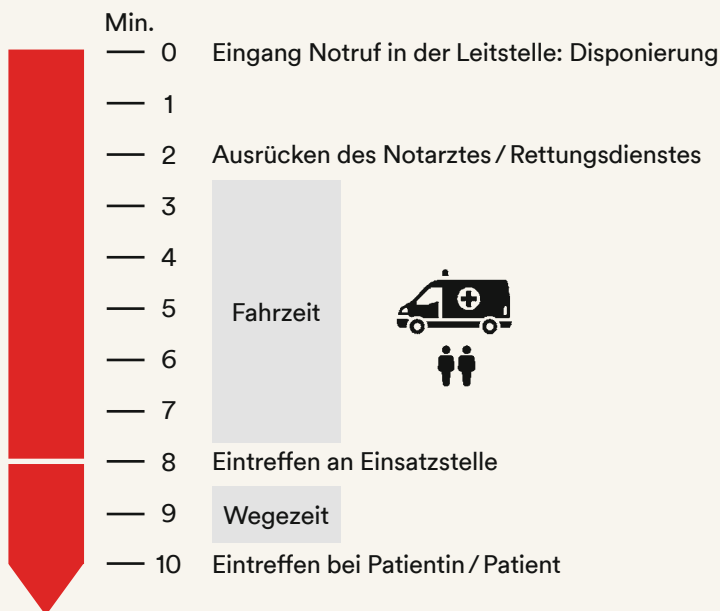 Min.
0 Eingang Notruf in der Leitstelle: Disponierung
1
2 Ausrücken des Notarztes / Rettungsdienstes
3
4
5 Fahrzeit
6
7
8 Eintreffen an Einsatzstelle
9 Wegezeit
10 Eintreffen bei Patientin / Patient